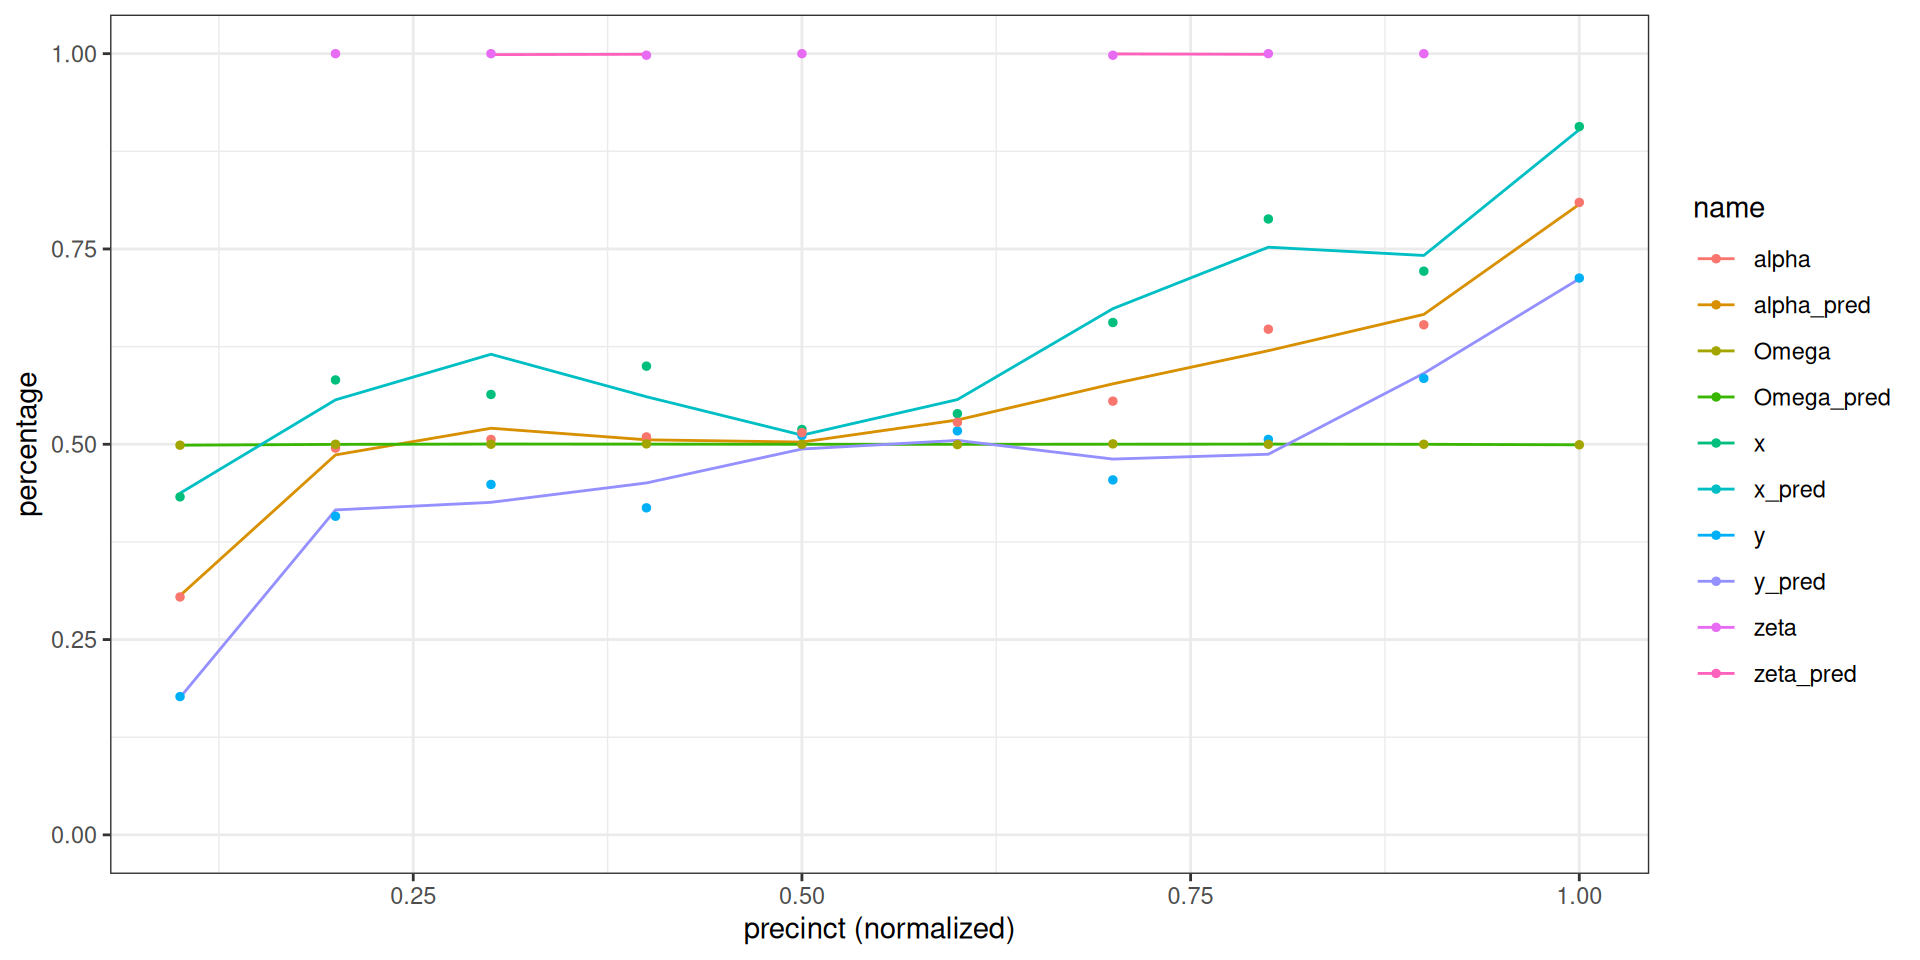 1.00
0.75
0.50
0.25
0.00
percentage
0.25
0.50
0.75
1.00
precinct (normalized)
name
alpha
alpha_pred
Omega
Omega_pred
x
x_pred
y
y_pred
zeta
zeta_pred